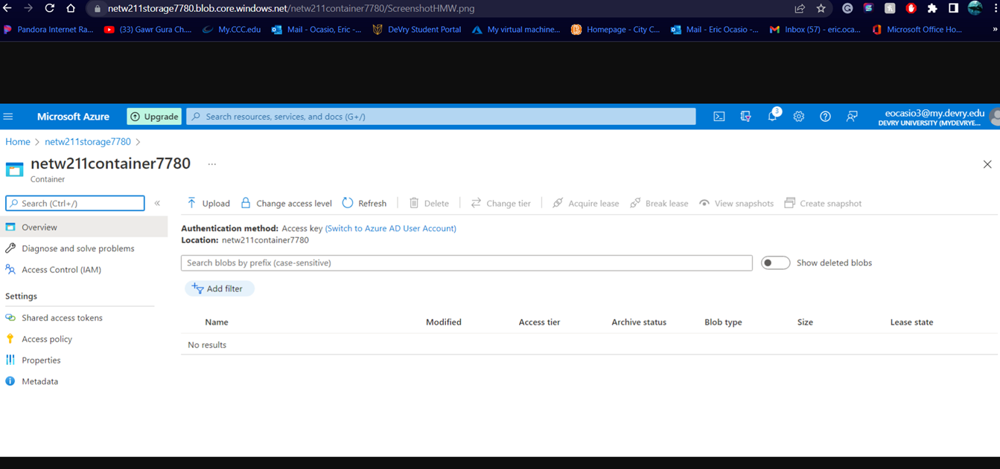 netw211storage7780.blob.core.windows.net/netw211container7780/ScreenshotHMW.png
Pandora Internet Ra... (33) Gawr Gura Ch.... My.CCC.edu Mail - Ocasio, Eric -... DeVry Student Portal My virtual machine... Homepage - City C... Mail - Eric Ocasio -... Inbox (57) - eric.oca... Microsoft Office Ho... »
Microsoft Azure Upgrade Search resources, services, and docs (G+/) 3 eocasio3@my.devry.edu
DEVRY UNIVERSITY (MYDEVRYE...
Home > netw211storage7780 >
netw211container7780 ...
Container
Search (Ctrl+/) « Upload Change access level Refresh Delete Change tier Acquire lease Break lease View snapshots Create snapshot
Overview
Diagnose and solve problems
Access Control (IAM)
Settings
Shared access tokens
Access policy
Properties
Metadata
Authentication method: Access key (Switch to Azure AD User Account)
Location: netw211container7780
Search blobs by prefix (case-sensitive) Show deleted blobs
Add filter
Name Modified Access tier Archive status Blob type Size Lease state
No results